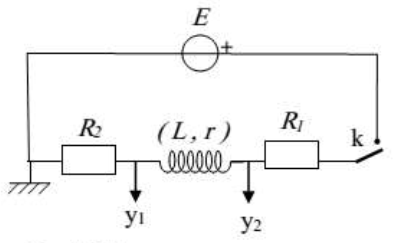 E
+
R₂ (L, r) R₁ k
y₁ y₂